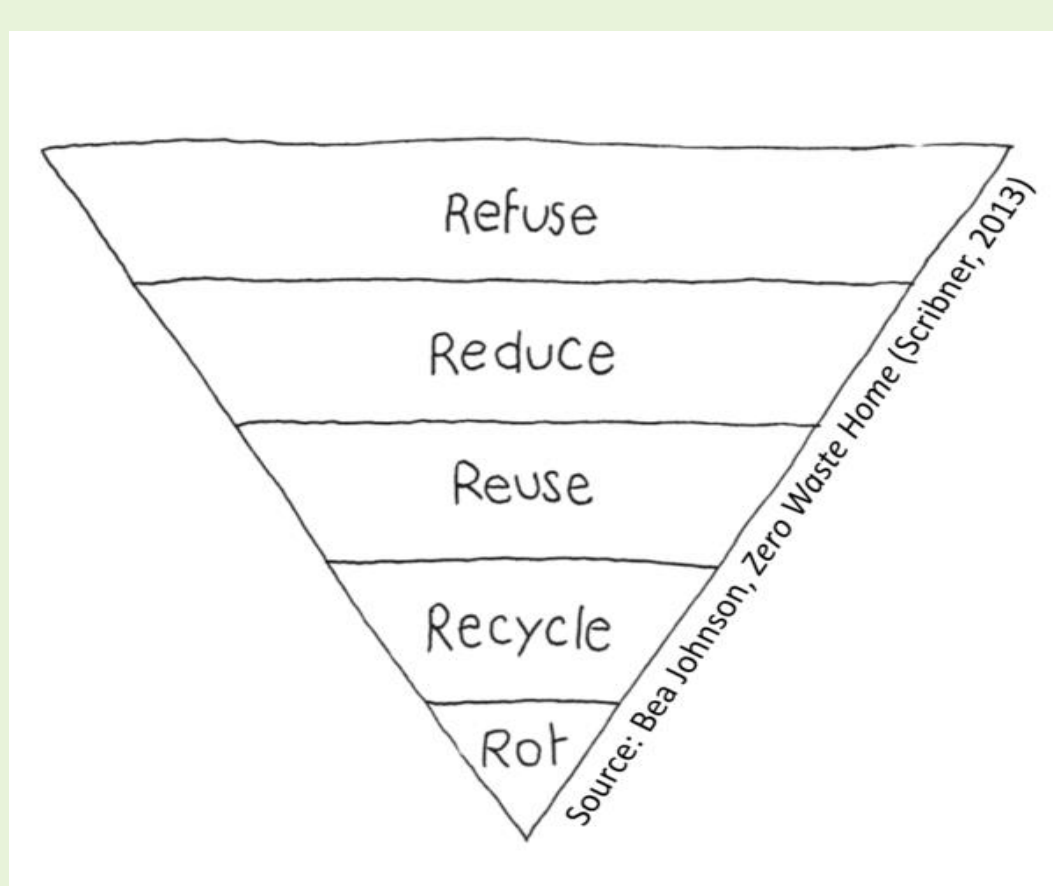 Refuse
Reduce
Reuse
Recycle
Rot
Source: Bea Johnson, Zero Waste Home (Scribner, 2013)